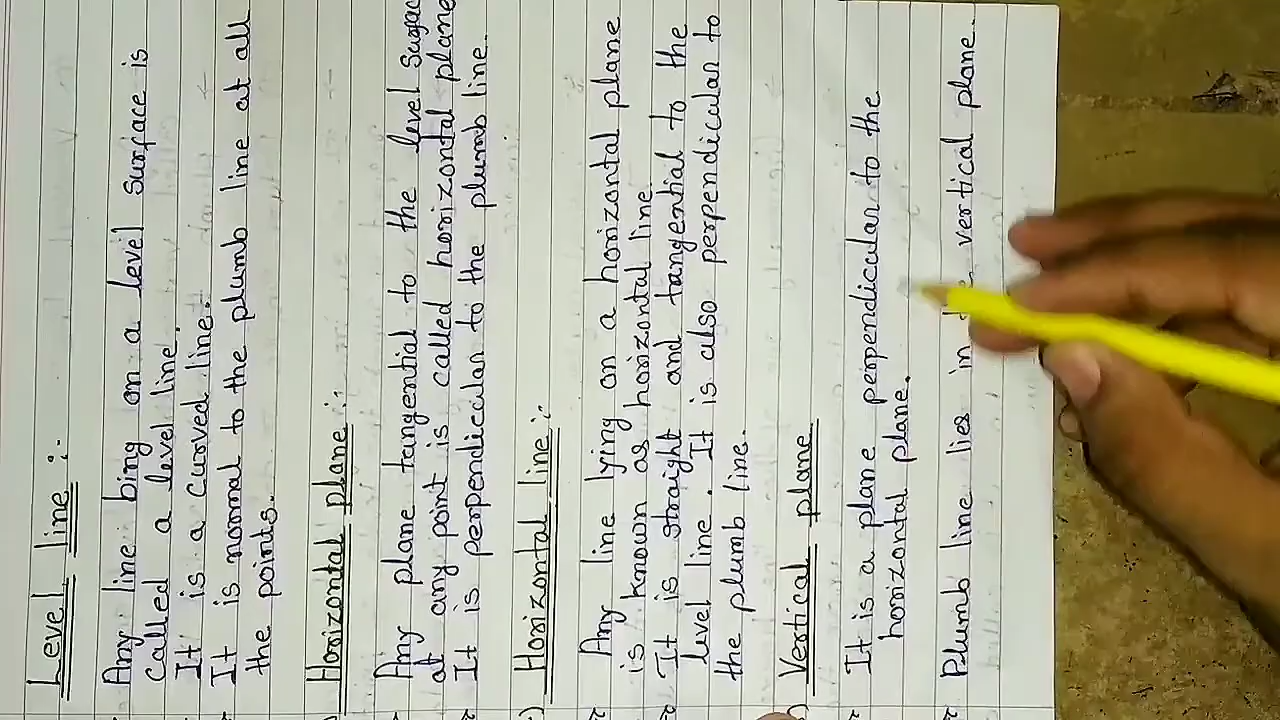 Level line :-
Any line bing on a level surface is
called a level line.
It is a curved line.
It is normal to the plumb line at all
the points.
Horizontal plane :-
Any plane tangential to the level surfac
at any point is called horizontal plane
It is perpendicular to the plumb line.
Horizontal line :-
Any line lying on a horizontal plane
is known as horizontal line
It is straight and tangential to the
level line. It is also perpendicular to
the plumb line.
Vertical plane
It is a plane perpendicular to the
horizontal plane.
Plumb line lies in vertical plane.